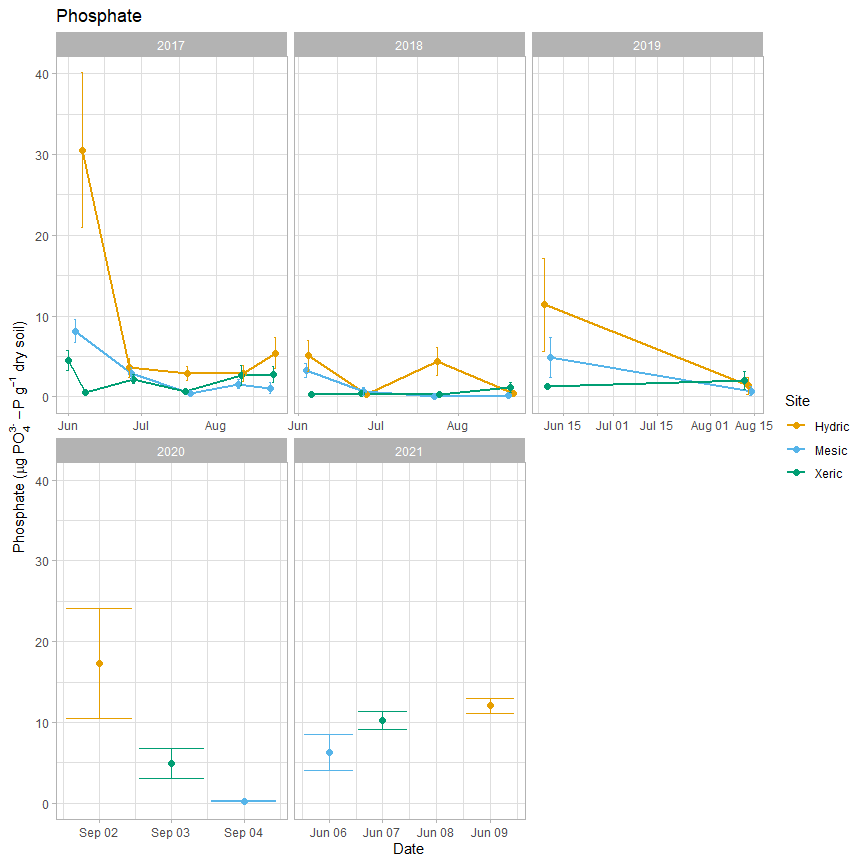 Phosphate
2017 2018 2019
40
30
20
10
0
Jun Jul Aug Jun Jul Aug Jun 15 Jul 01 Jul 15 Aug 01 Aug 15
2020 2021
40
30
20
10
0
Sep 02 Sep 03 Sep 04 Jun 06 Jun 07 Jun 08 Jun 09
Date
Phosphate (μg PO₄³⁻ − P g⁻¹ dry soil)
Site
Hydric
Mesic
Xeric